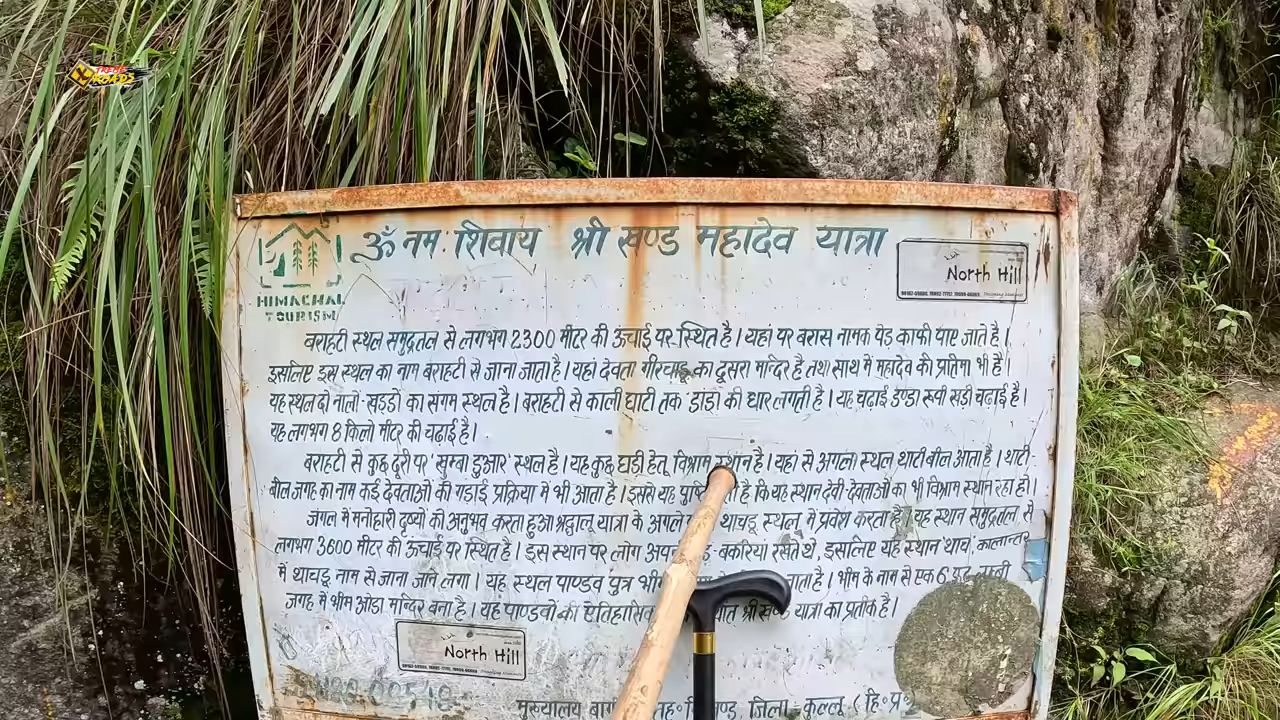 ROADS
ॐ नमः शिवाय श्री खण्ड महादेव यात्रा
HIMACHAL
TOURISM
North Hill
बराहटी स्थल समुद्रतल से लगभग 2300 मीटर की ऊंचाई पर स्थित है। यहां पर बरास नामक पेड़ काफी पाए जाते है।
इसलिए इस स्थल का नाम बराहटी से जाना जाता है। यहां देवता गीरचाडू का दूसरा मन्दिर है तथा साथ में महादेव की प्रतिमा भी है
यह स्थल दो नालो-खड्डों का संगम स्थल है। बराहटी से काली घाटी तक डांडा की धार लगती है। यह चढ़ाई डण्डा रूपी खड़ी चढ़ाई है।
यह लगभग 8 किलो मीटर की चढ़ाई है।
बराहटी से कुछ दूरी पर 'खुम्बा डुआर' स्थल है। यह कुछ घड़ी हेतू विश्राम स्थान है। यहां से अगला स्थल थाटी बील आता है। थाटी-
बील जगह का नाम कई देवताओं की गडाई प्रक्रिया में भी आता है। इससे यह है कि यह स्थान देवी देवताओं का भी विश्राम स्थान रहा हो।
जंगल में मनोहारी दृष्यों को अनुभव करता हुआ श्रद्धालू यात्रा के अगले थाचडू स्थल में प्रवेश करता है। यह स्थान समुद्रतल से
लगभग 3600 मीटर की ऊंचाई पर स्थित है। इस स्थान पर लोग बकरिया रखते थे, इसलिए यह स्थान 'थाच' कालान्तर
में थाचडू नाम से जाना जाने लगा। यह स्थल पाण्डव पुत्र जाता है। भीम के नाम से एक
जगह में भीम ओडा मन्दिर बना है। यह पाण्डवों की श्रीखण्ड यात्रा का प्रतीक है।
North Hill
मुख्यालय जिला - कुल्लू (हि॰प्र॰